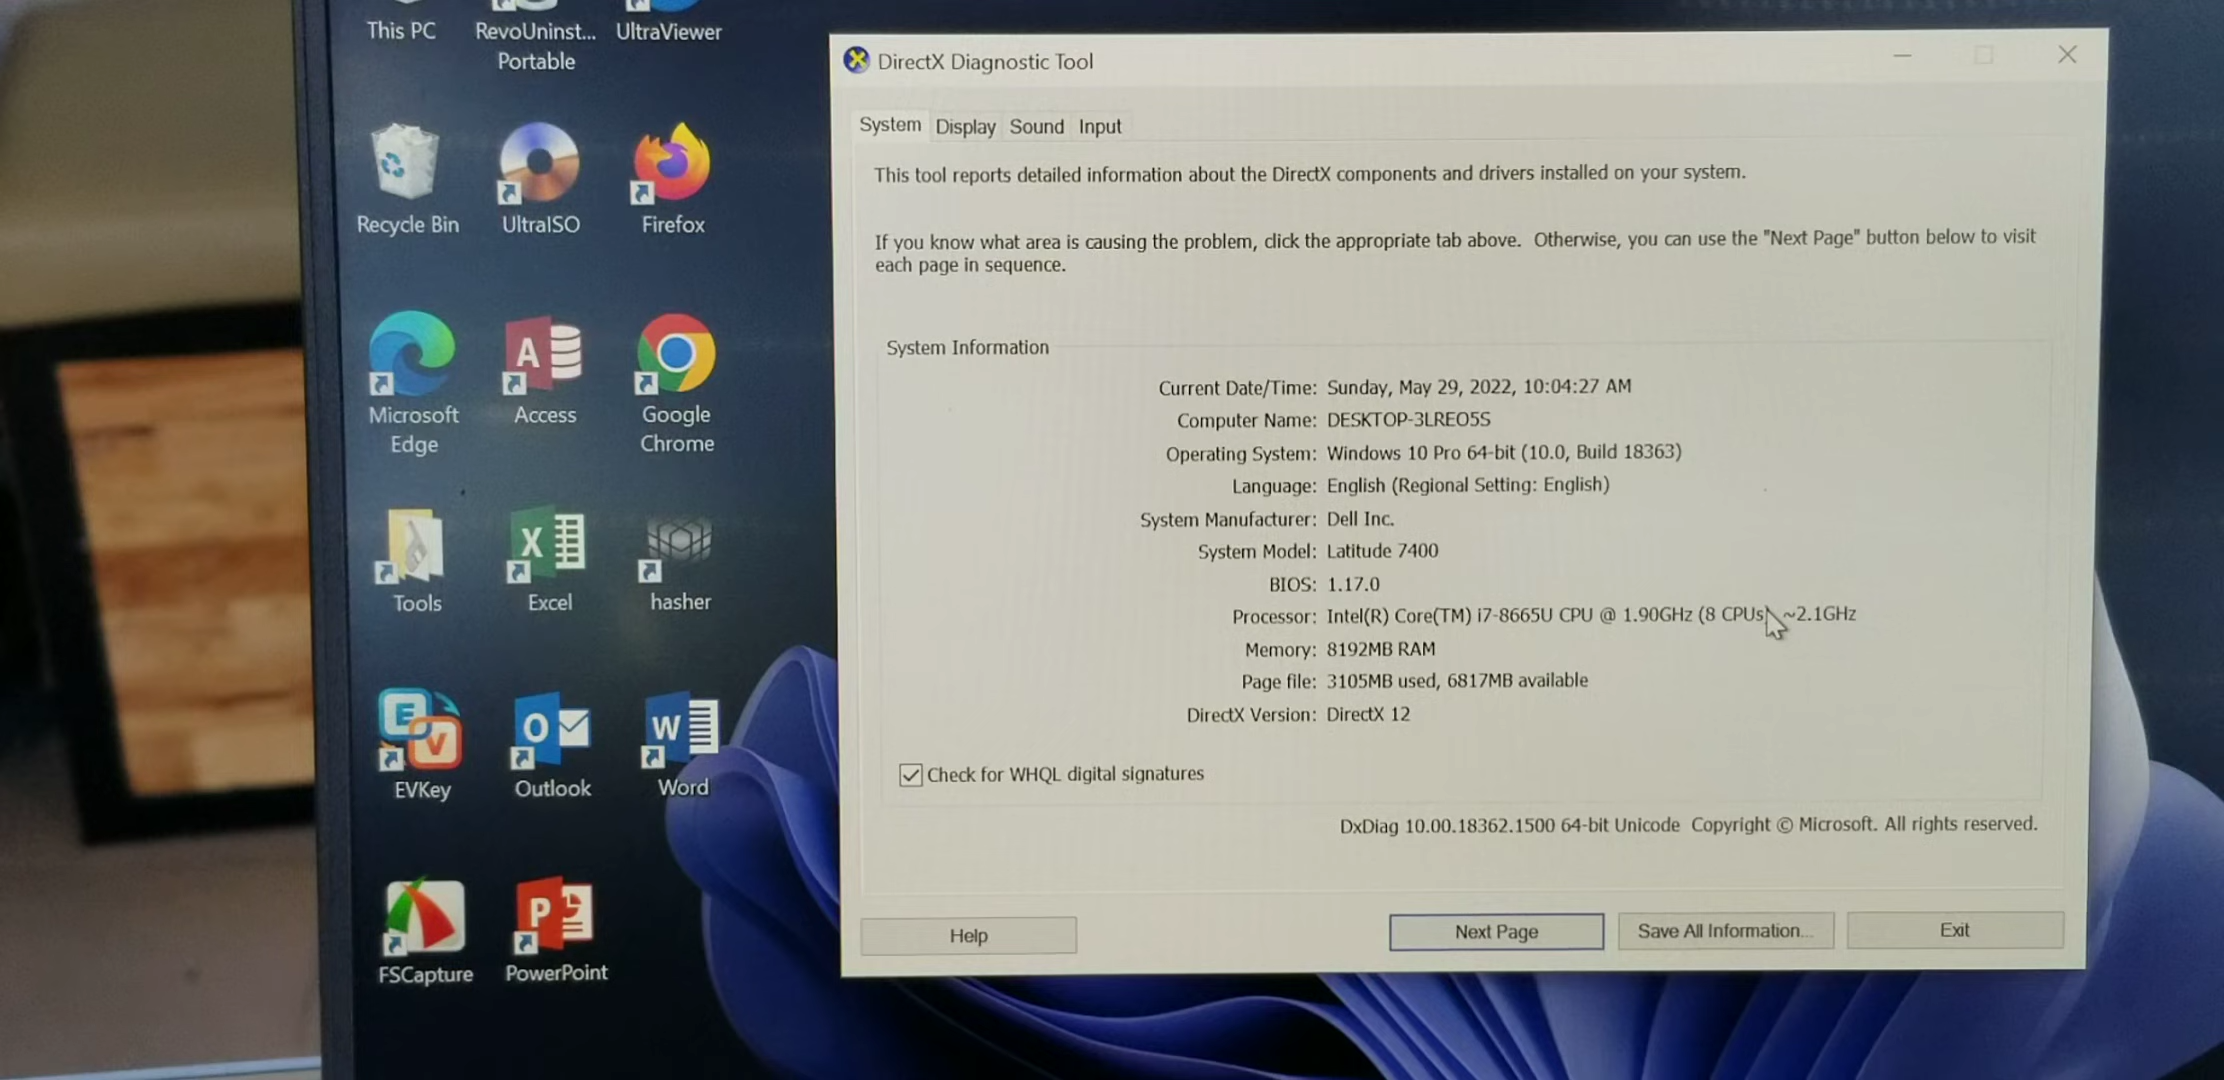 This PC
RevoUninst...
Portable
UltraViewer
Recycle Bin
UltraISO
Firefox
Microsoft
Edge
Access
Google
Chrome
Tools
Excel
hasher
EVKey
Outlook
Word
FSCapture
PowerPoint
DirectX Diagnostic Tool
System Display Sound Input
This tool reports detailed information about the DirectX components and drivers installed on your system.
If you know what area is causing the problem, click the appropriate tab above. Otherwise, you can use the "Next Page" button below to visit
each page in sequence.
System Information
Current Date/Time: Sunday, May 29, 2022, 10:04:27 AM
Computer Name: DESKTOP-3LREO5S
Operating System: Windows 10 Pro 64-bit (10.0, Build 18363)
Language: English (Regional Setting: English)
System Manufacturer: Dell Inc.
System Model: Latitude 7400
BIOS: 1.17.0
Processor: Intel(R) Core(TM) i7-8665U CPU @ 1.90GHz (8 CPUs), ~2.1GHz
Memory: 8192MB RAM
Page file: 3105MB used, 6817MB available
DirectX Version: DirectX 12
Check for WHQL digital signatures
DxDiag 10.00.18362.1500 64-bit Unicode Copyright © Microsoft. All rights reserved.
Help
Next Page
Save All Information...
Exit